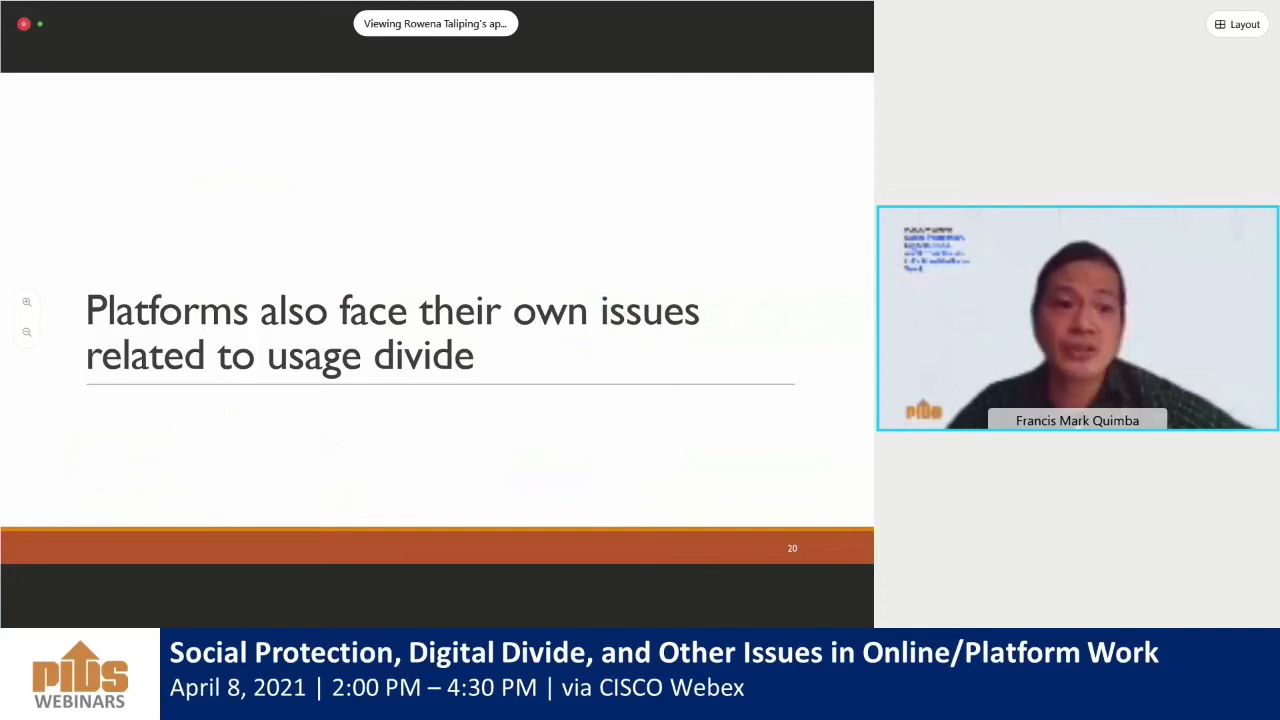 Viewing Rowena Taliping's ap...
Layout
Platforms also face their own issues
related to usage divide
20
PIDS
Francis Mark Quimba
PIDS
WEBINARS
Social Protection, Digital Divide, and Other Issues in Online/Platform Work
April 8, 2021 | 2:00 PM – 4:30 PM | via CISCO Webex